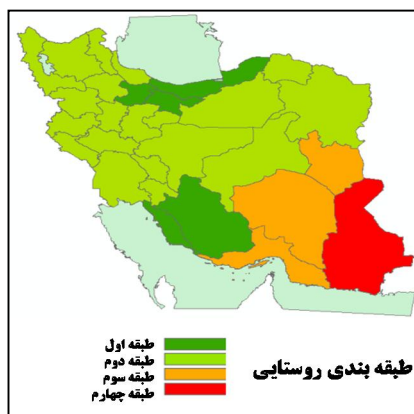 طبقه اول
طبقه دوم
طبقه سوم
طبقه چهارم
طبقه بندی روستایی